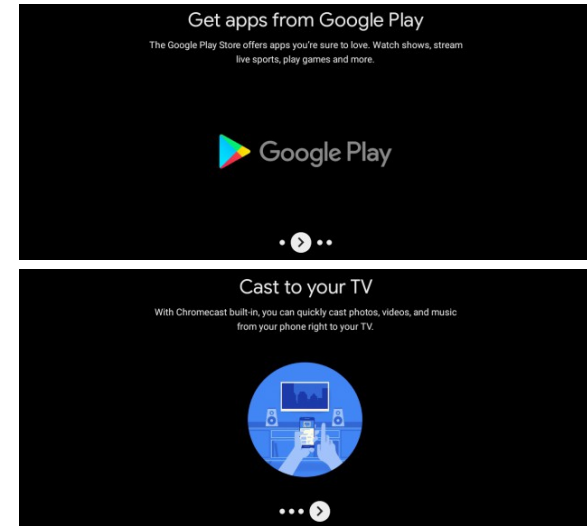 Get apps from Google Play
The Google Play Store offers apps you're sure to love. Watch shows, stream
live sports, play games and more.
Google Play
Cast to your TV
With Chromecast built-in, you can quickly cast photos, videos, and music
from your phone right to your TV.